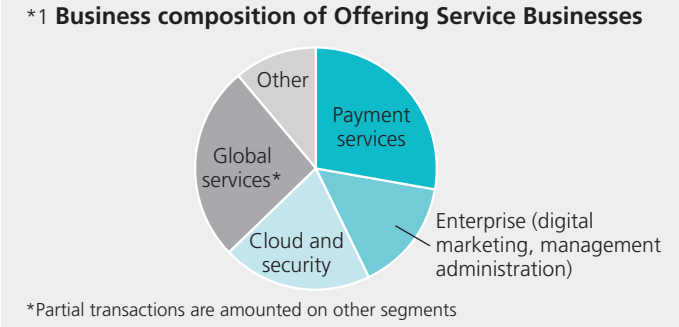 *1 Business composition of Offering Service Businesses
Other
Payment
services
Global
services*
Enterprise (digital
marketing, management
administration)
Cloud and
security
*Partial transactions are amounted on other segments